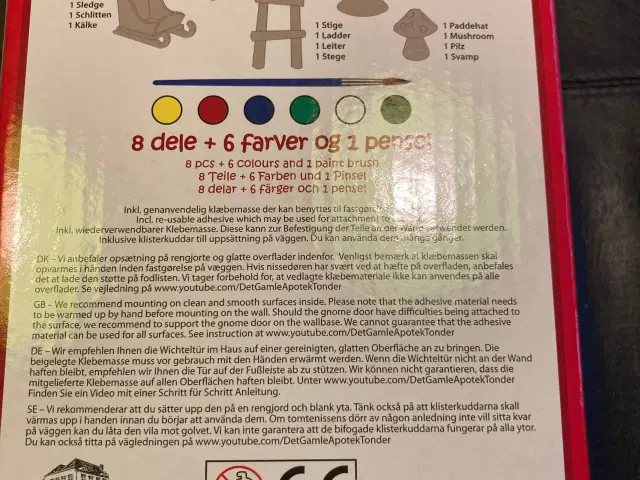 1 Sledge
1 Schlitten
1 Kälke
1 Stige
1 Ladder
1 Leiter
1 Stege
1 Paddehat
1 Mushroom
1 Pilz
1 Svamp
8 dele + 6 farver og 1 pensel
8 pcs + 6 colours and 1 paint brush
8 Teile + 6 Farben und 1 Pinsel
8 delar + 6 färger och 1 pensel
Inkl. genanvendelig klæbemasse der kan benyttes til fastgørelse
Incl. re-usable adhesive which may be used for attachment to
Inkl. wiederverwendbarer Klebemasse. Diese kann zur Befestigung der Teile an der Wand verwendet werden.
Inklusive klisterkuddar till uppsättning på väggen. Du kan använda dem många gånger.
DK – Vi anbefaler opsætning på rengjorte og glatte overflader indenfor. Venligst bemærk at klæbemassen skal
opvarmes i hånden inden fastgørelse på væggen. Hvis nissedøren har svært ved at hæfte på overfladen, anbefales
det at lade den støtte på fodlisten. Vi tager forbehold for, at vedlagte klæbemateriale ikke kan anvendes på alle
overflader. Se vejledning på www.youtube.com/DetGamleApotekTonder
GB – We recommend mounting on clean and smooth surfaces inside. Please note that the adhesive material needs
to be warmed up by hand before mounting on the wall. Should the gnome door have difficulties being attached to
the surface, we recommend to support the gnome door on the wallbase. We cannot guarantee that the adhesive
material can be used for all surfaces. See instruction at www.youtube.com/DetGamleApotekTonder
DE – Wir empfehlen Ihnen die Wichteltür im Haus auf einer gereinigten, glatten Oberfläche an zu bringen. Die
beigelegte Klebemasse muss vor gebrauch mit den Händen erwärmt werden. Wenn die Wichteltür nicht an der Wand
haften bleibt, empfehlen wir Ihnen die Tür auf der Fußleiste ab zu stützen. Wir können nicht garantieren, dass die
mitgelieferte Klebemasse auf allen Oberflächen haften bleibt. Unter www.youtube.com/DetGamleApotekTonder
Finden Sie ein Video mit einer Schritt für Schritt Anleitung.
SE – Vi rekommenderar att du sätter upp den på en rengjord och blank yta. Tänk också på att klisterkuddarna skall
värmas upp i handen innan du börjar att använda dem. Om tomtenissens dörr av någon anledning inte vill sitta kvar
på väggen kan du låta den vila mot golvet. Vi kan inte garantera att de bifogade klisterkuddarna fungerar på alla ytor.
Du kan också titta på vägledningen på www.youtube.com/DetGamleApotekTonder